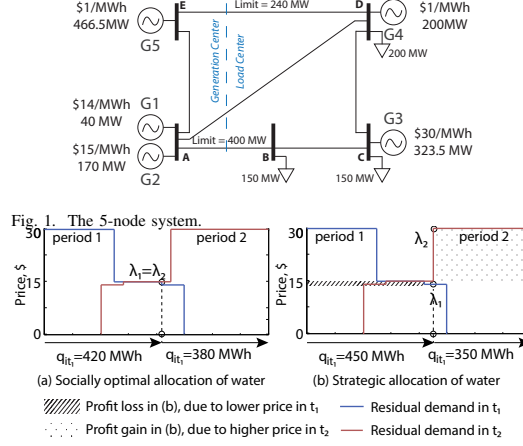 $1/MWh
466.5MW
G5
E
Limit = 240 MW
D
$1/MWh
200MW
G4
200 MW
Generation Center
Load Center
$14/MWh
40 MW
G1
$15/MWh
170 MW
G2
A
Limit = 400 MW
B
150 MW
C
150 MW
G3
$30/MWh
323.5 MW
Fig. 1. The 5-node system.
Price, $
30
15
0
period 1
period 2
λ1=λ2
qit1=420 MWh
qit1=380 MWh
(a) Socially optimal allocation of water
Price, $
30
15
0
period 1
λ2
period 2
λ1
qit1=450 MWh
qit1=350 MWh
(b) Strategic allocation of water
Profit loss in (b), due to lower price in t1
Residual demand in t1
Profit gain in (b), due to higher price in t2
Residual demand in t2